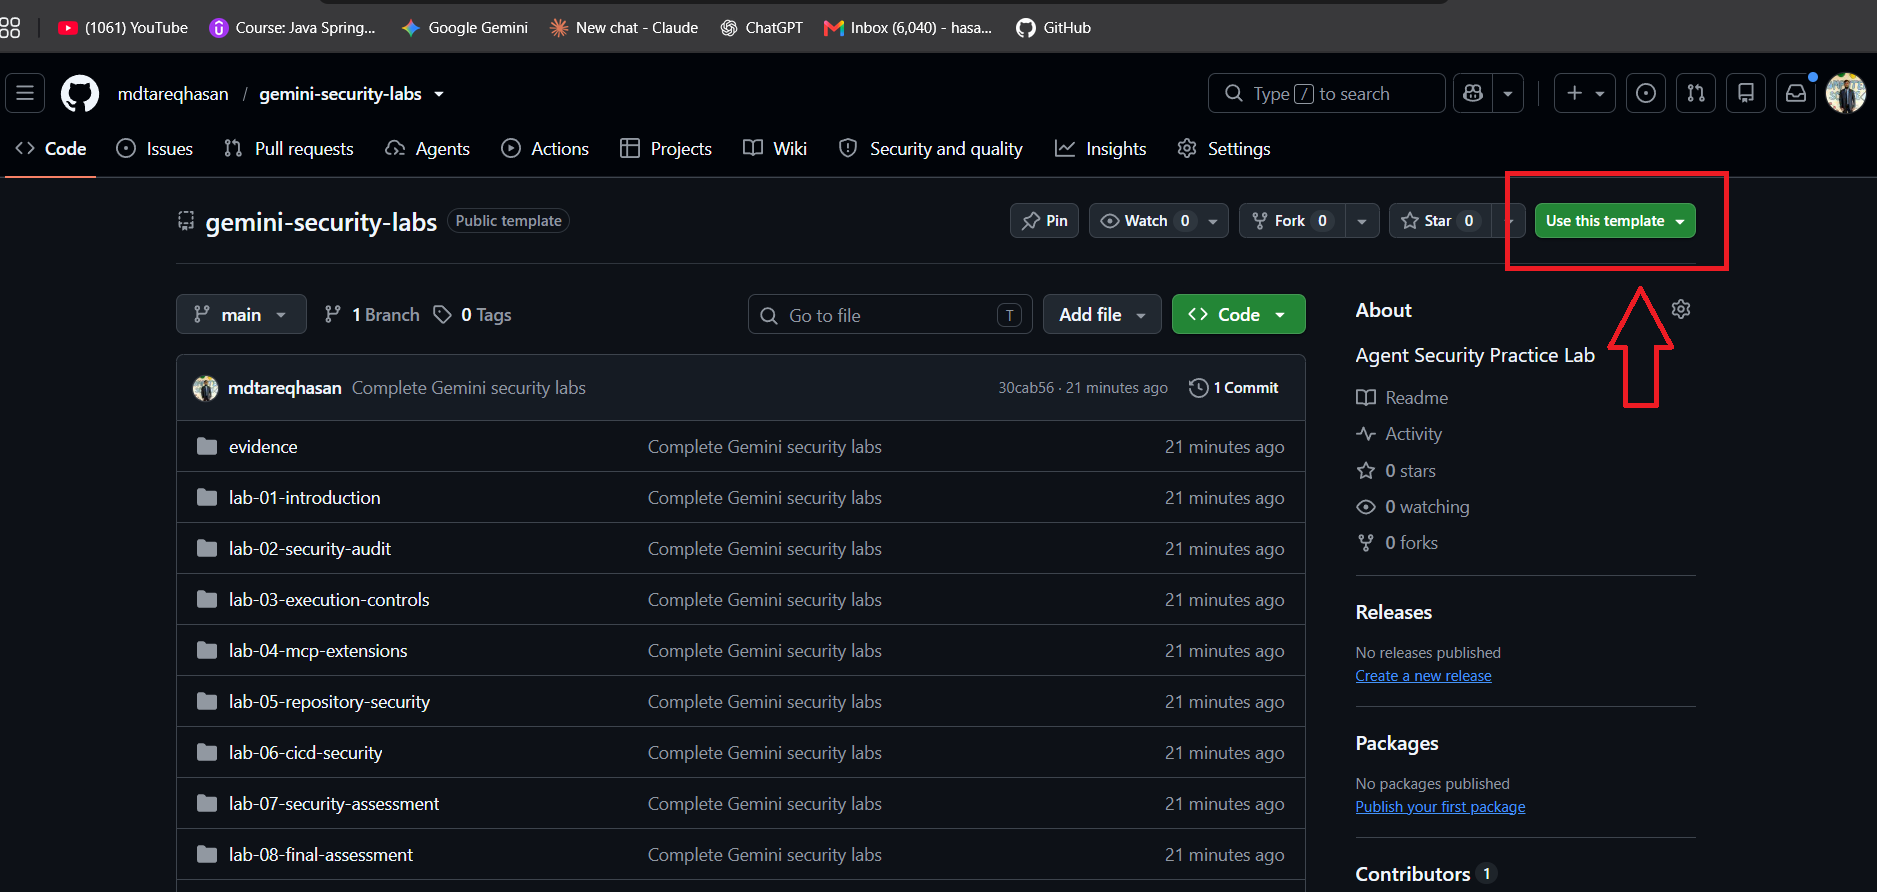 (1061) YouTube Course: Java Spring... Google Gemini New chat - Claude ChatGPT Inbox (6,040) - hasa... GitHub
mdtareqhasan / gemini-security-labs Type / to search
Code Issues Pull requests Agents Actions Projects Wiki Security and quality Insights Settings
gemini-security-labs Public template Pin Watch 0 Fork 0 Star 0 Use this template
main 1 Branch 0 Tags Go to file T Add file Code
About
Agent Security Practice Lab
Readme
Activity
0 stars
0 watching
0 forks
mdtareqhasan Complete Gemini security labs 30cab56 · 21 minutes ago 1 Commit
evidence Complete Gemini security labs 21 minutes ago
lab-01-introduction Complete Gemini security labs 21 minutes ago
lab-02-security-audit Complete Gemini security labs 21 minutes ago
lab-03-execution-controls Complete Gemini security labs 21 minutes ago
lab-04-mcp-extensions Complete Gemini security labs 21 minutes ago
lab-05-repository-security Complete Gemini security labs 21 minutes ago
lab-06-cicd-security Complete Gemini security labs 21 minutes ago
lab-07-security-assessment Complete Gemini security labs 21 minutes ago
lab-08-final-assessment Complete Gemini security labs 21 minutes ago
Releases
No releases published
Create a new release
Packages
No packages published
Publish your first package
Contributors 1